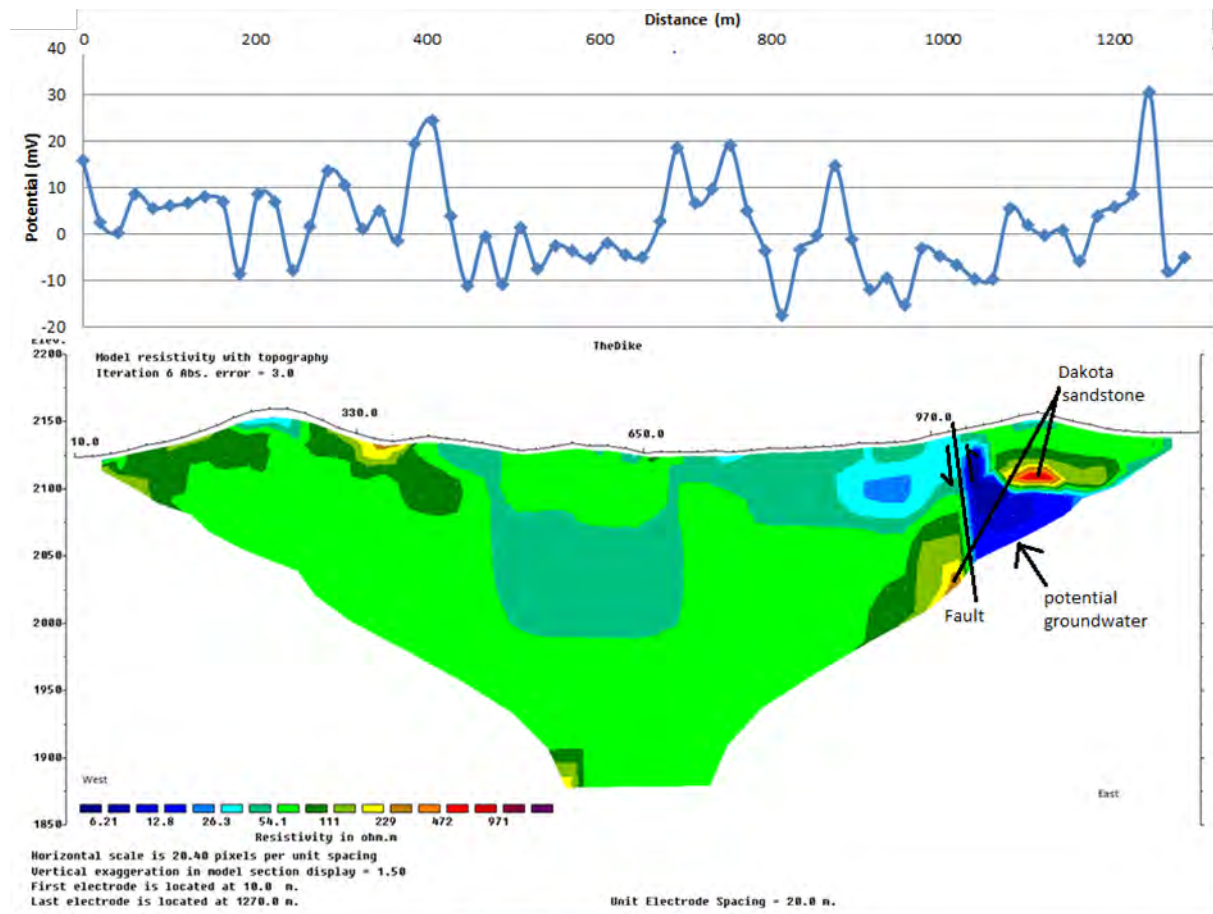 Distance (m)
0 200 400 600 800 1000 1200
40
30
20
10
0
-10
-20
Potential (mV)
Elev.
TheDike
2200
Model resistivity with topography
Iteration 6 Abs. error = 3.0
Dakota
sandstone
2150
10.0
330.0
650.0
970.0
2100
2050
potential
groundwater
Fault
2000
1950
1900
West
East
1850
6.21 12.8 26.3 54.1 111 229 472 971
Resistivity in ohm.m
Horizontal scale is 20.40 pixels per unit spacing
Vertical exaggeration in model section display = 1.50
First electrode is located at 10.0 m.
Last electrode is located at 1270.0 m.
Unit Electrode Spacing = 20.0 m.